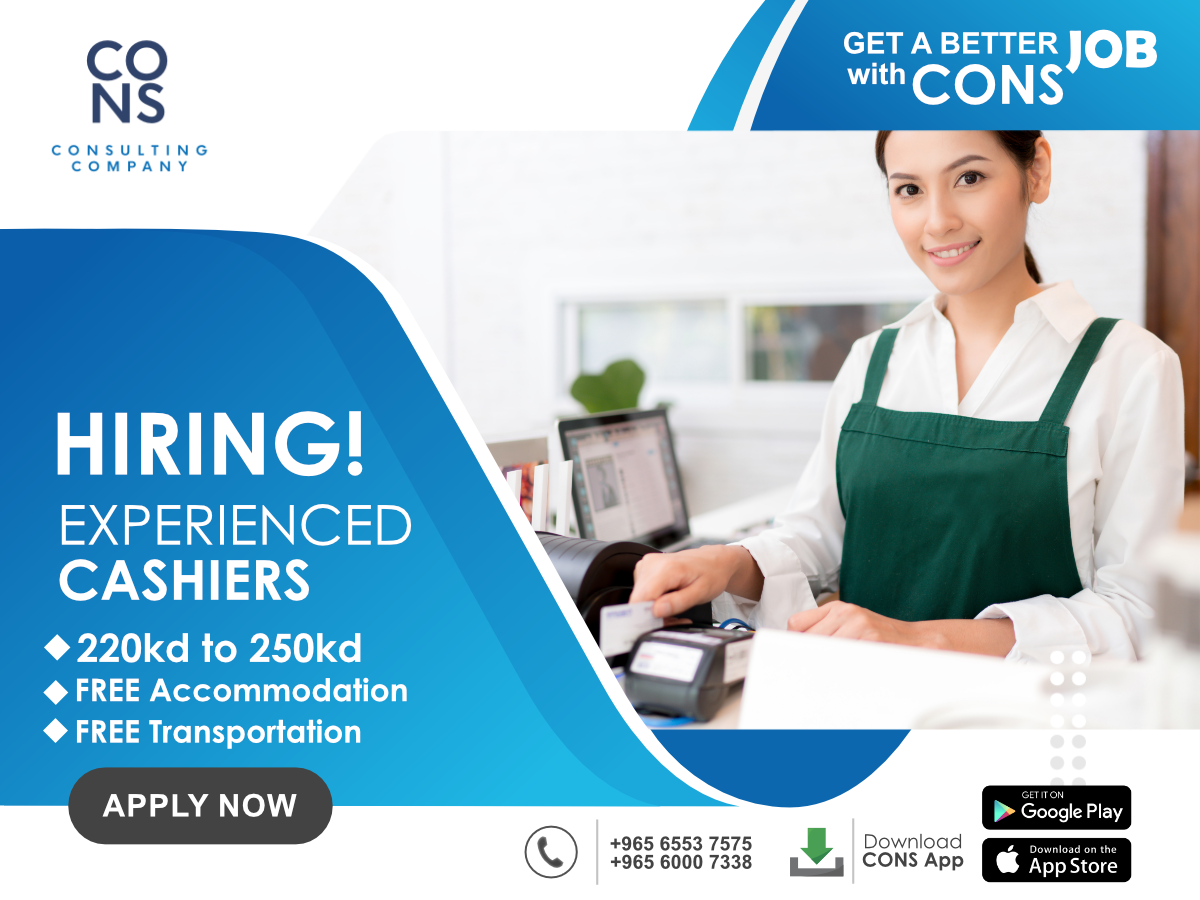 CO
NS
CONSULTING
COMPANY
GET A BETTER JOB
with CONS
HIRING!
EXPERIENCED
CASHIERS
220kd to 250kd
FREE Accommodation
FREE Transportation
APPLY NOW
+965 6553 7575
+965 6000 7338
Download
CONS App
GET IT ON
Google Play
Download on the
App Store